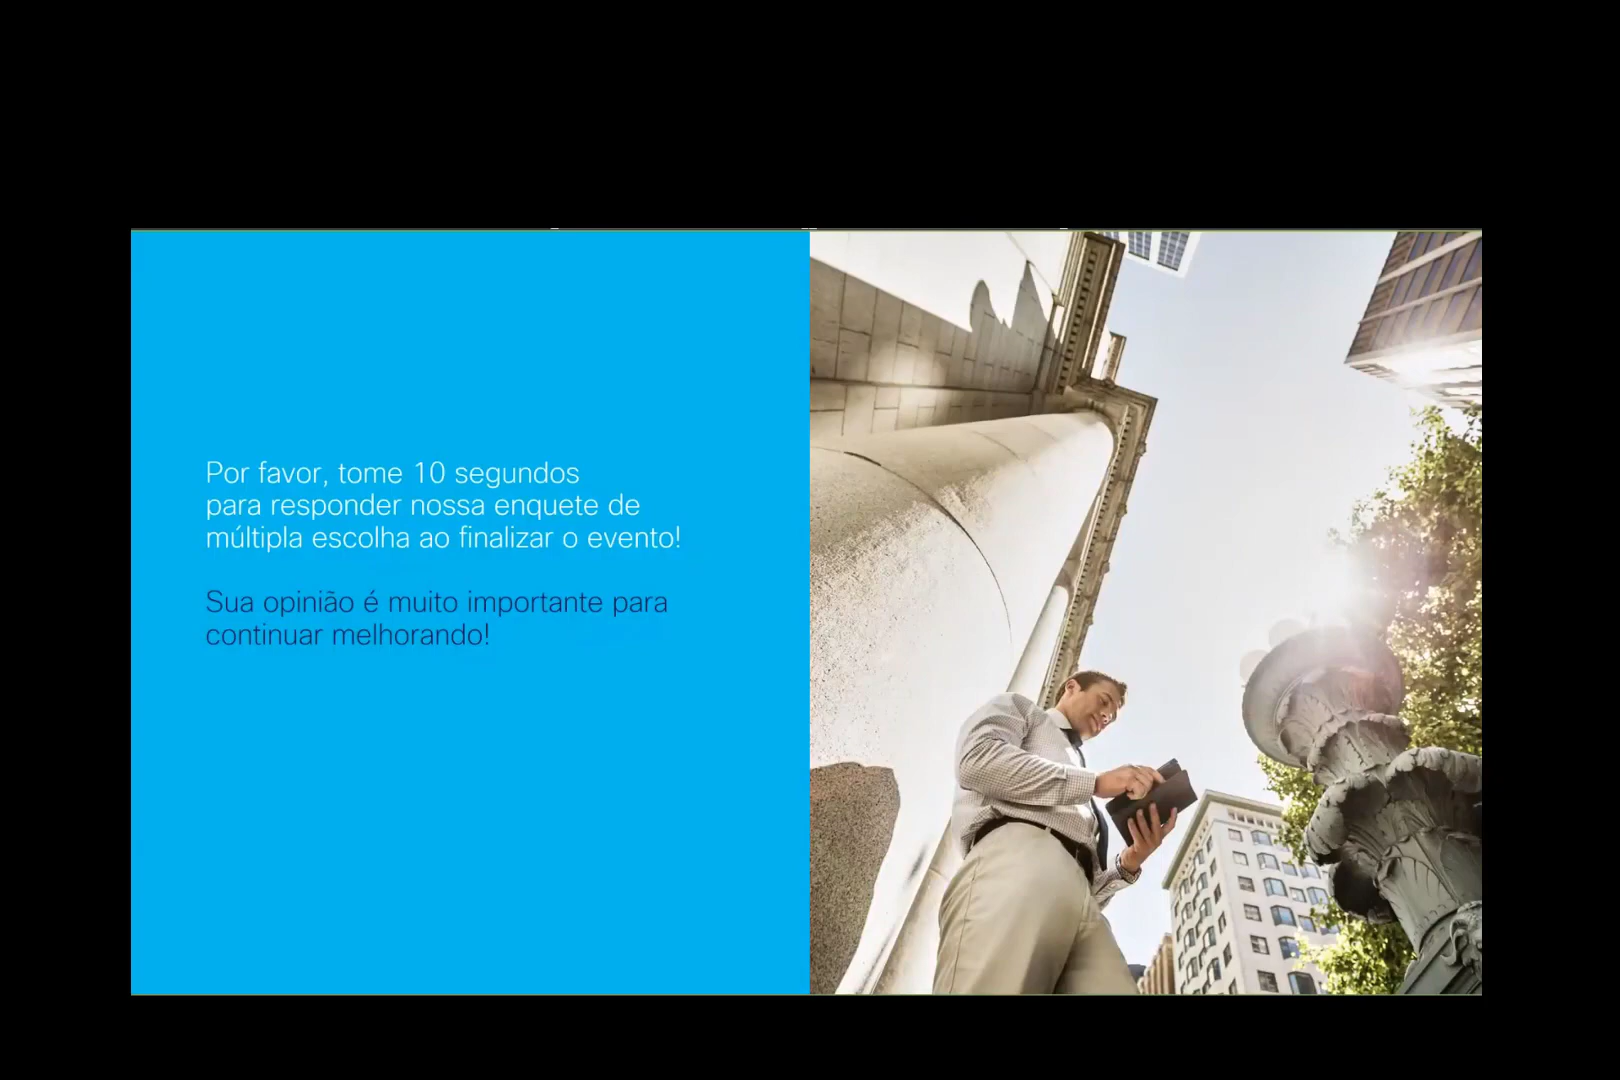 Por favor, tome 10 segundos
para responder nossa enquete de
múltipla escolha ao finalizar o evento!
Sua opinião é muito importante para
continuar melhorando!